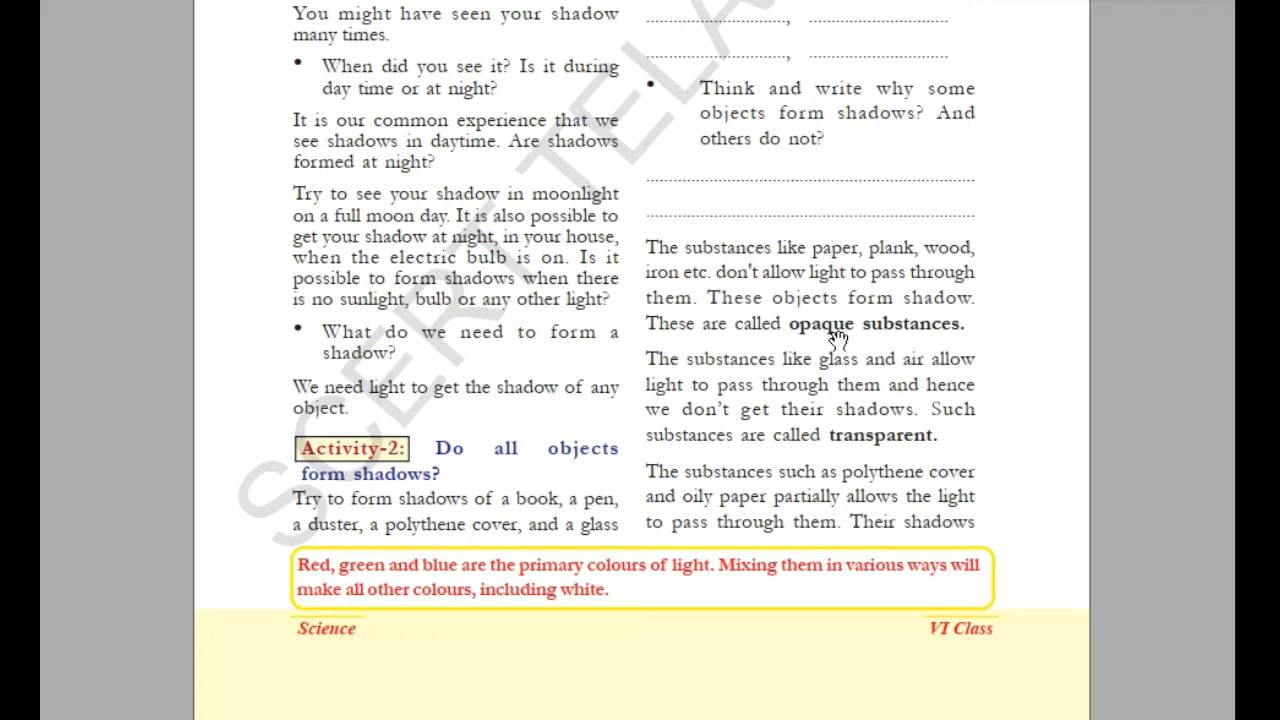 You might have seen your shadow
many times.
• When did you see it? Is it during
day time or at night?
It is our common experience that we
see shadows in daytime. Are shadows
formed at night?
Try to see your shadow in moonlight
on a full moon day. It is also possible to
get your shadow at night, in your house,
when the electric bulb is on. Is it
possible to form shadows when there
is no sunlight, bulb or any other light?
• What do we need to form a
shadow?
We need light to get the shadow of any
object.
Activity-2: Do all objects
form shadows?
Try to form shadows of a book, a pen,
a duster, a polythene cover, and a glass
............................., .............................
............................., .............................
• Think and write why some
objects form shadows? And
others do not?
The substances like paper, plank, wood,
iron etc. don't allow light to pass through
them. These objects form shadow.
These are called opaque substances.
The substances like glass and air allow
light to pass through them and hence
we don't get their shadows. Such
substances are called transparent.
The substances such as polythene cover
and oily paper partially allows the light
to pass through them. Their shadows
Red, green and blue are the primary colours of light. Mixing them in various ways will
make all other colours, including white.
Science
VI Class
SCERT TELA